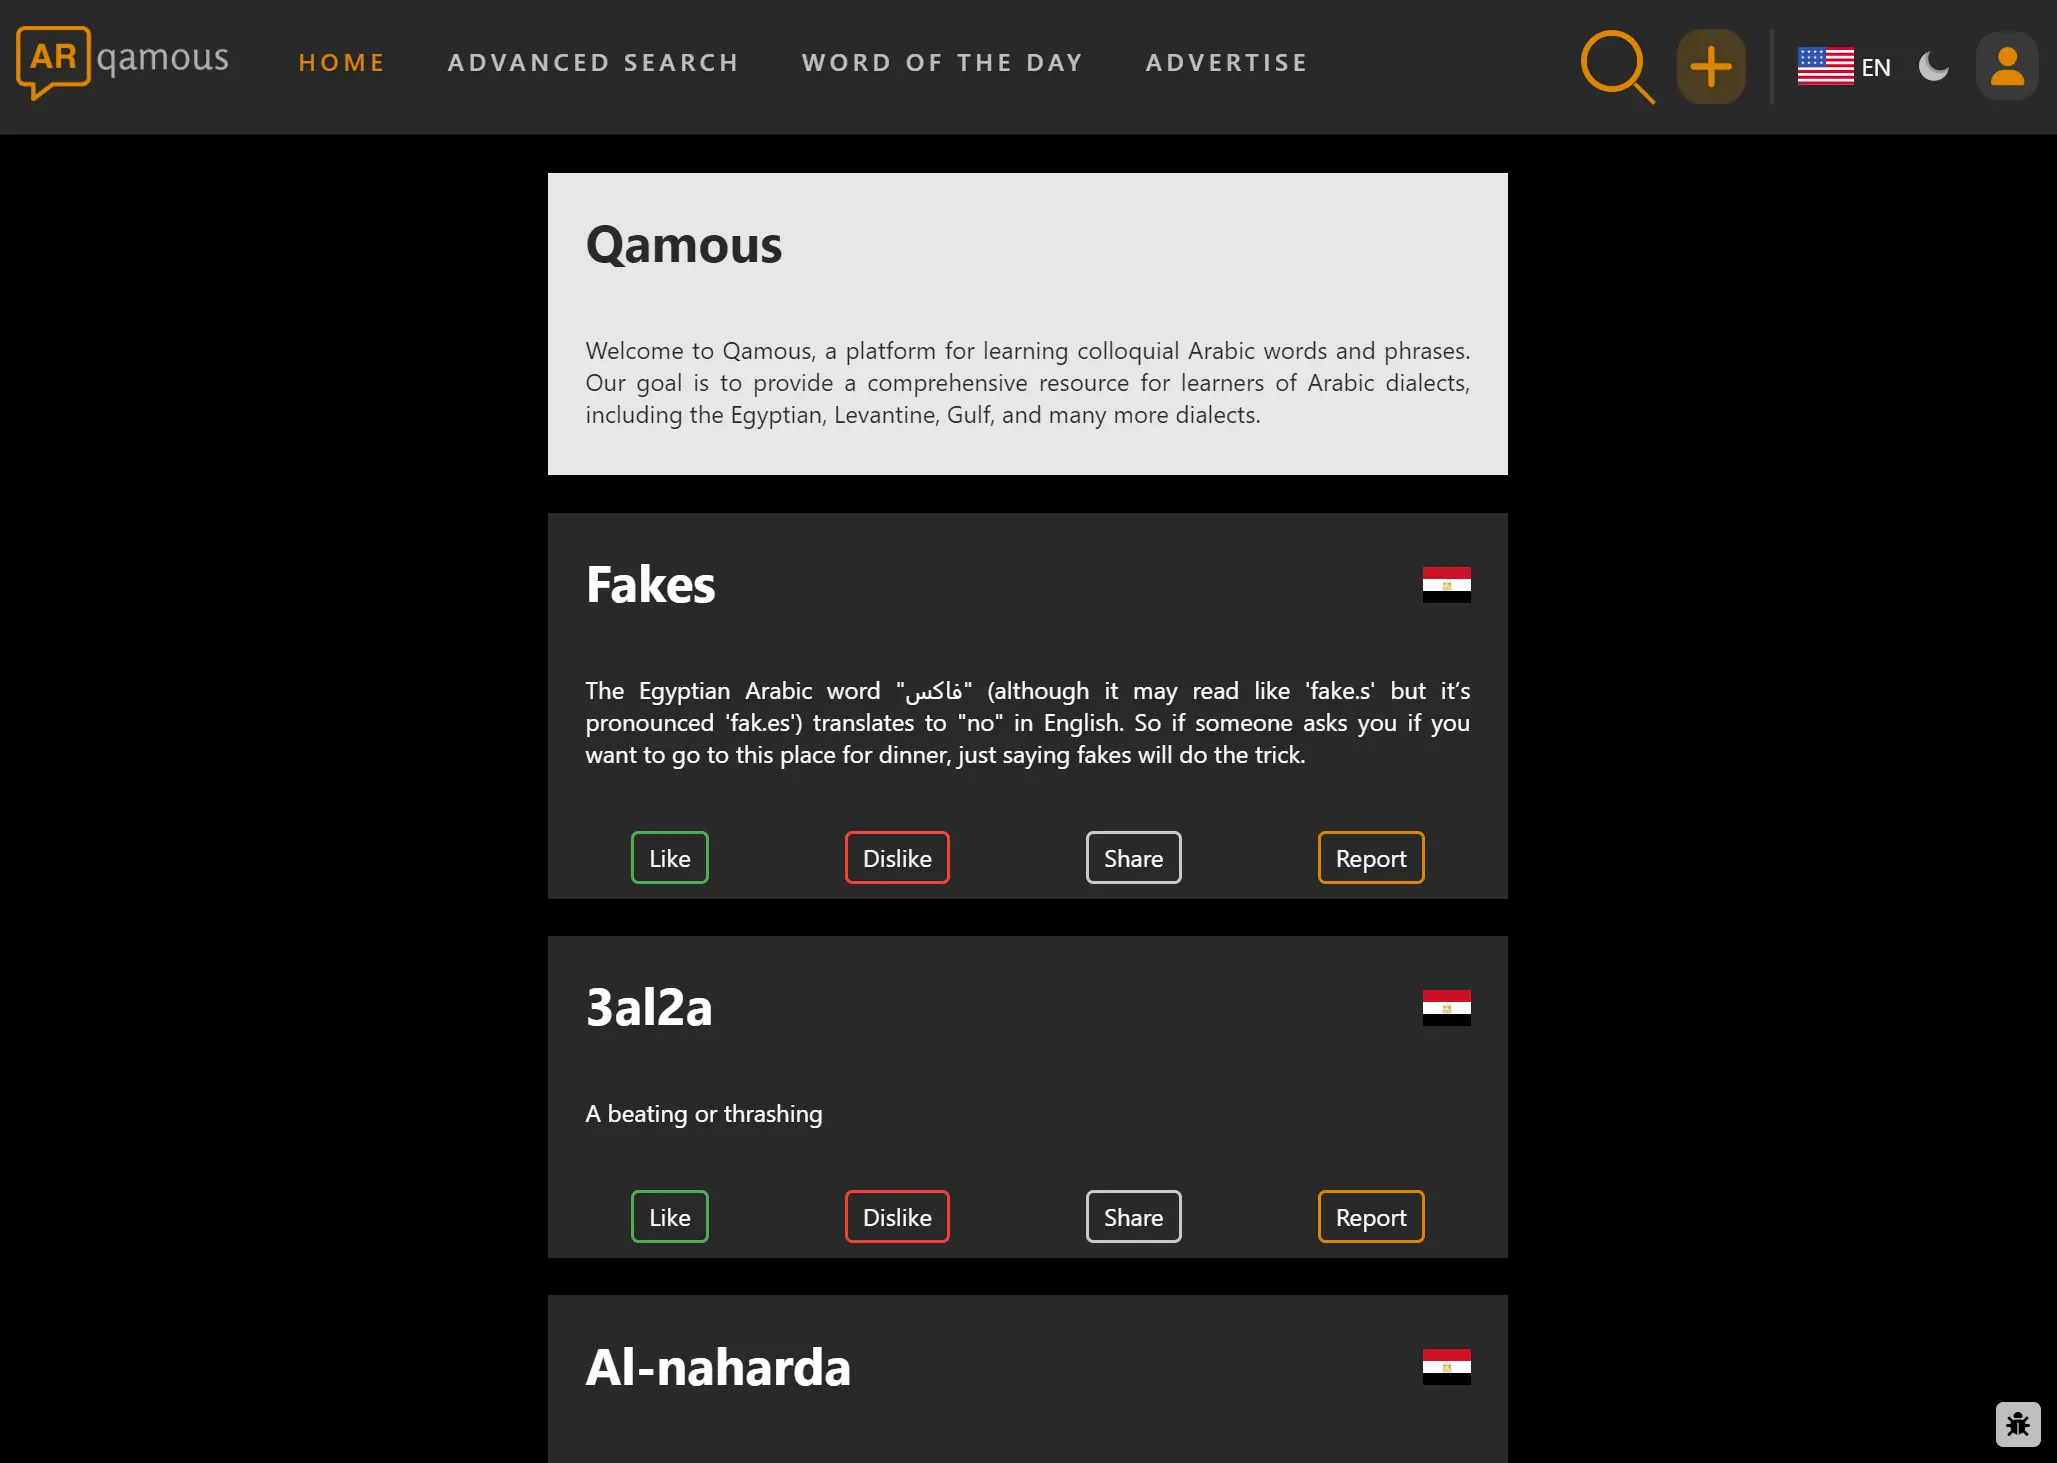 AR qamous
HOME
ADVANCED SEARCH
WORD OF THE DAY
ADVERTISE
EN
Qamous
Welcome to Qamous, a platform for learning colloquial Arabic words and phrases.
Our goal is to provide a comprehensive resource for learners of Arabic dialects,
including the Egyptian, Levantine, Gulf, and many more dialects.
Fakes
The Egyptian Arabic word "فاكس" (although it may read like 'fake.s' but it’s
pronounced 'fak.es') translates to "no" in English. So if someone asks you if you
want to go to this place for dinner, just saying fakes will do the trick.
Like
Dislike
Share
Report
3al2a
A beating or thrashing
Like
Dislike
Share
Report
Al-naharda